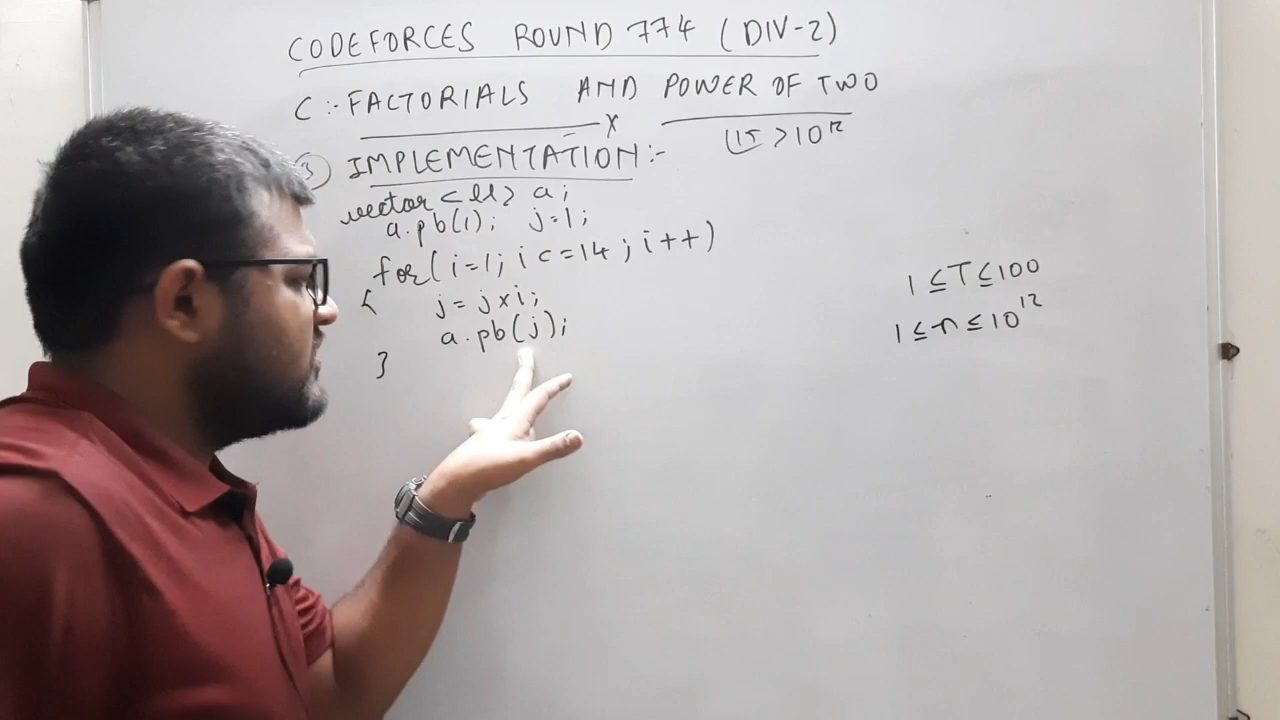 CODEFORCES ROUND 774 (DIV-2)
C :- FACTORIALS AND POWER OF TWO
x
3 IMPLEMENTATION :-
15 > 10^12
vector <ll> a;
a.pb(1); j=1;
for(i=1; i<=14; i++)
{ j = j x i;
a.pb(j);
}
1 ≤ T ≤ 100
1 ≤ n ≤ 10^12